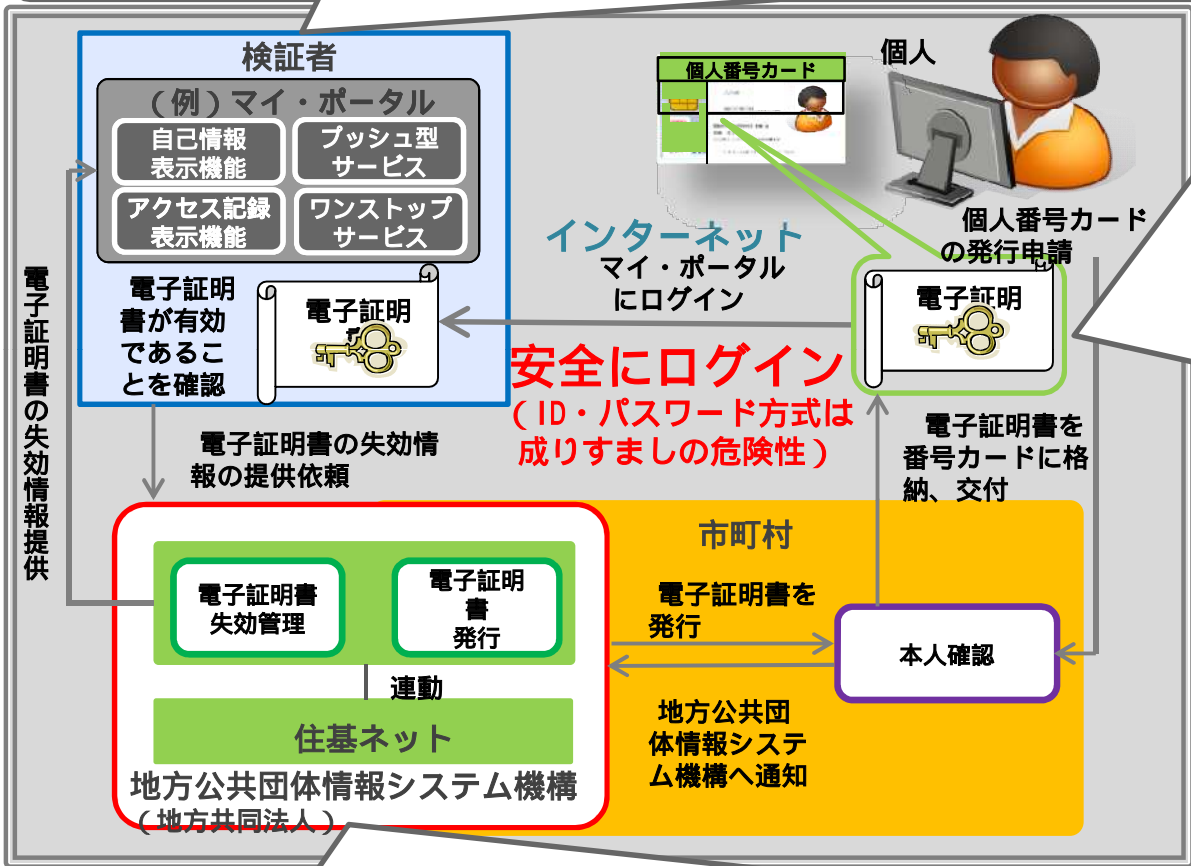 検証者
（例）マイ・ポータル
自己情報
表示機能
プッシュ型
サービス
アクセス記録
表示機能
ワンストップ
サービス
電子証明
書が有効
であるこ
とを確認
電子証明
個人番号カード
個人
個人番号カード
の発行申請
インターネット
マイ・ポータル
にログイン
電子証明
安全にログイン
（ID・パスワード方式は
成りすましの危険性）
電子証明書の失効情報提供
電子証明書の失効情
報の提供依頼
電子証明書を
番号カードに格
納、交付
市町村
電子証明書
失効管理
電子証明
書
発行
電子証明書を
発行
本人確認
連動
住基ネット
地方公共団
体情報システ
ム機構へ通知
地方公共団体情報システム機構
（地方共同法人）